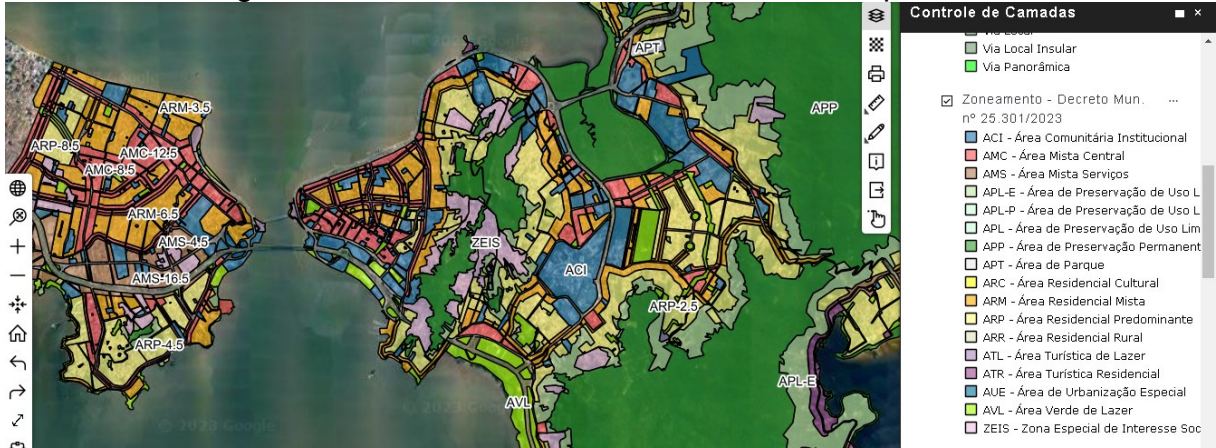 Controle de Camadas
Via Local Insular
Via Panorâmica
Zoneamento - Decreto Mun. ...
nº 25.301/2023
ACI - Área Comunitária Institucional
AMC - Área Mista Central
AMS - Área Mista Serviços
APL-E - Área de Preservação de Uso L
APL-P - Área de Preservação de Uso L
APL - Área de Preservação de Uso Lim
APP - Área de Preservação Permanent
APT - Área de Parque
ARC - Área Residencial Cultural
ARM - Área Residencial Mista
ARP - Área Residencial Predominante
ARR - Área Residencial Rural
ATL - Área Turística de Lazer
ATR - Área Turística Residencial
AUE - Área de Urbanização Especial
AVL - Área Verde de Lazer
ZEIS - Zona Especial de Interesse Soc
APT
ARM-3.5
APP
ARP-8.5
AMC-12.5
AMC-8.5
ARM-6.5
AMS-4.5
ZEIS
ACI
AMS-16.5
ARP-2.5
ARP-4.5
APL-E
AVL
© 2023 Google